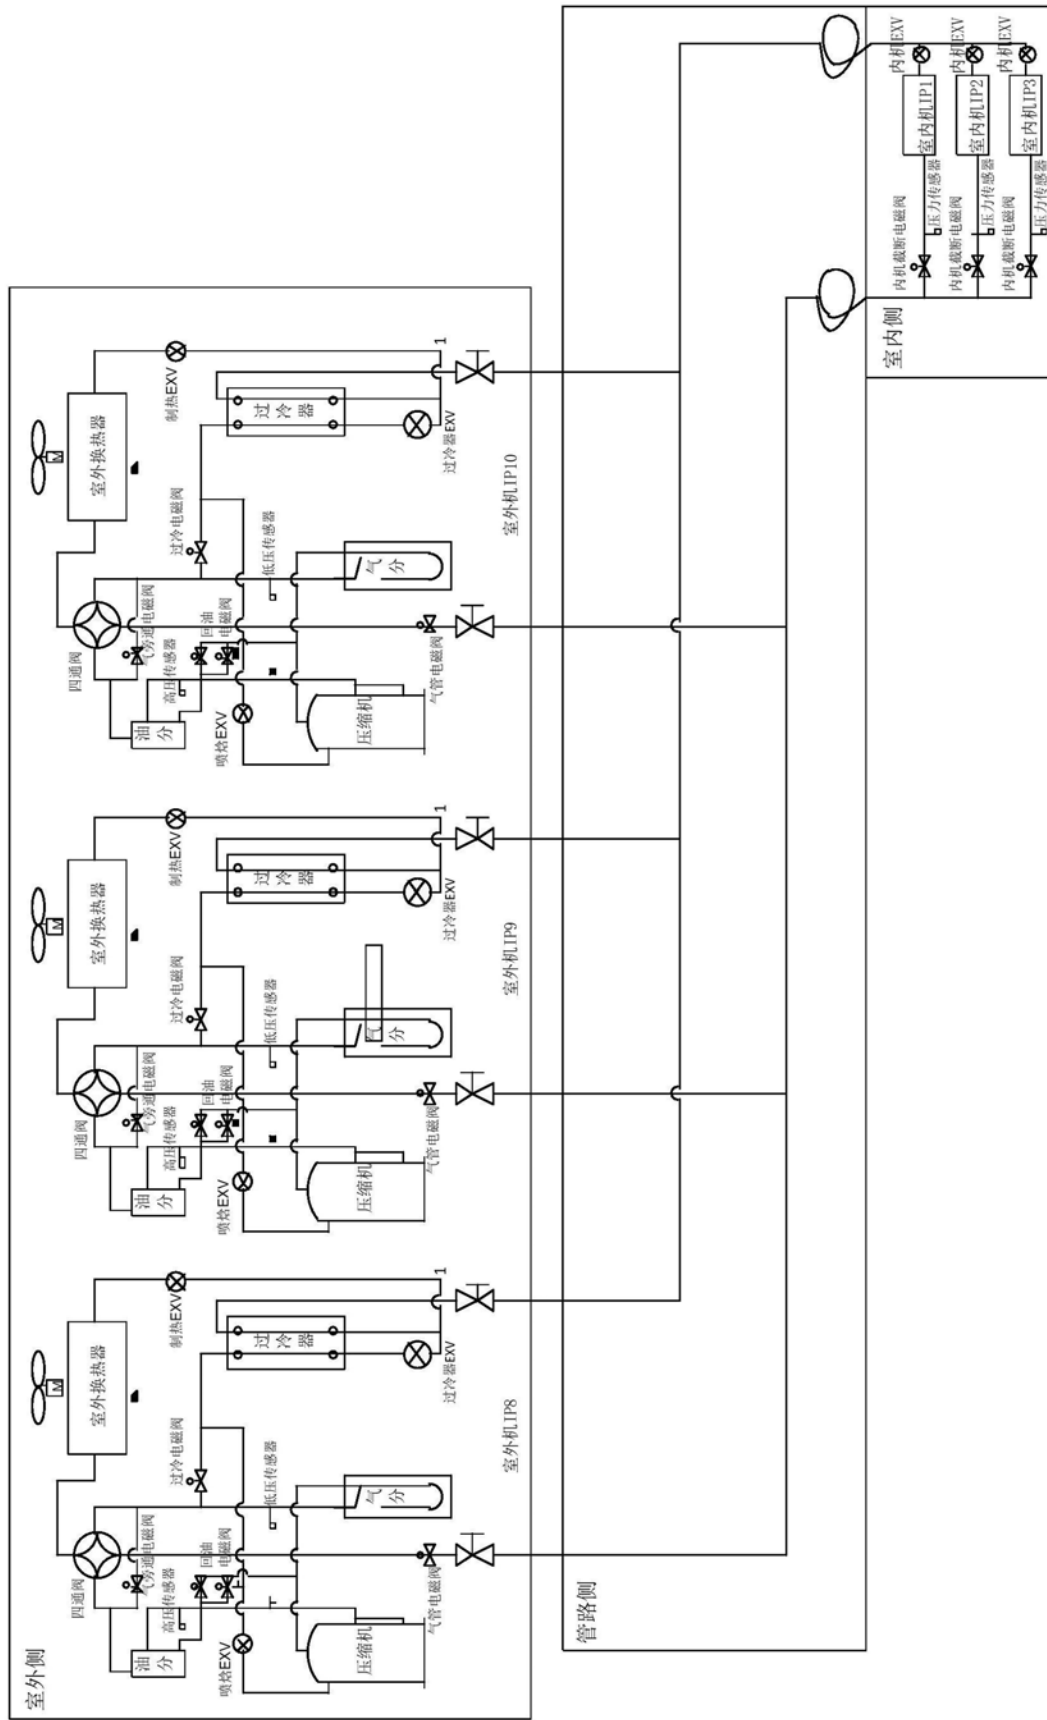 室外侧
四通阀
气旁通电磁阀
高压传感器
油
分
回油
电磁阀
喷焓EXV
压缩机
室外换热器
M
制热EXV
过冷电磁阀
低压传感器
气
分
气管电磁阀
过
冷
器
过冷器EXV
1
室外机IP8
四通阀
气旁通电磁阀
高压传感器
油
分
回油
电磁阀
喷焓EXV
压缩机
室外换热器
M
制热EXV
过冷电磁阀
低压传感器
气
分
气管电磁阀
过
冷
器
过冷器EXV
1
室外机IP9
四通阀
气旁通电磁阀
高压传感器
油
分
回油
电磁阀
喷焓EXV
压缩机
室外换热器
M
制热EXV
过冷电磁阀
低压传感器
气
分
气管电磁阀
过
冷
器
过冷器EXV
1
室外机IP10
管路侧
室内侧
内机截断电磁阀
压力传感器
室内机IP1
内机EXV
内机截断电磁阀
压力传感器
室内机IP2
内机EXV
内机截断电磁阀
压力传感器
室内机IP3
内机EXV